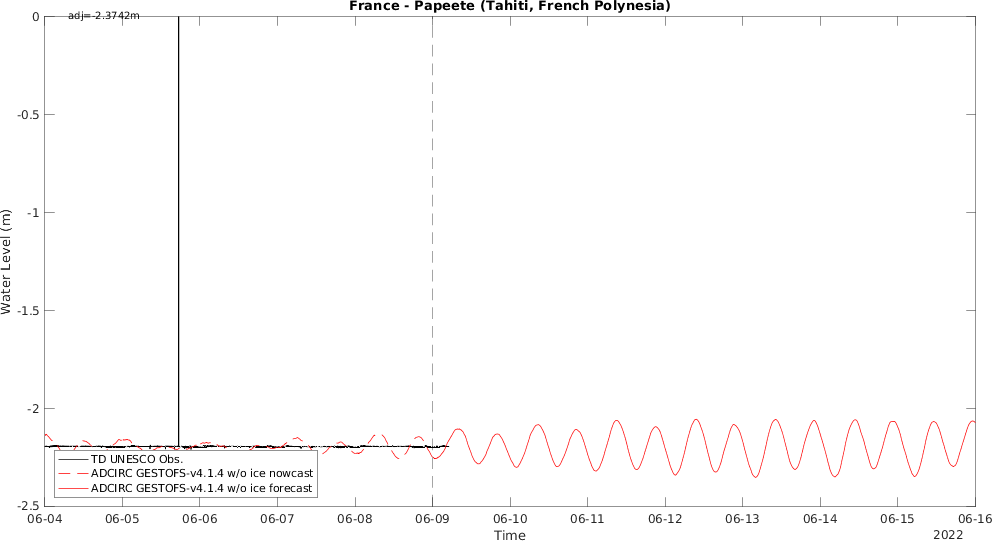 France - Papeete (Tahiti, French Polynesia)
adj=-2.3742m
0
-0.5
-1
-1.5
-2
-2.5
Water Level (m)
TD UNESCO Obs.
ADCIRC GESTOFS-v4.1.4 w/o ice nowcast
ADCIRC GESTOFS-v4.1.4 w/o ice forecast
06-04 06-05 06-06 06-07 06-08 06-09 06-10 06-11 06-12 06-13 06-14 06-15 06-16
Time
2022